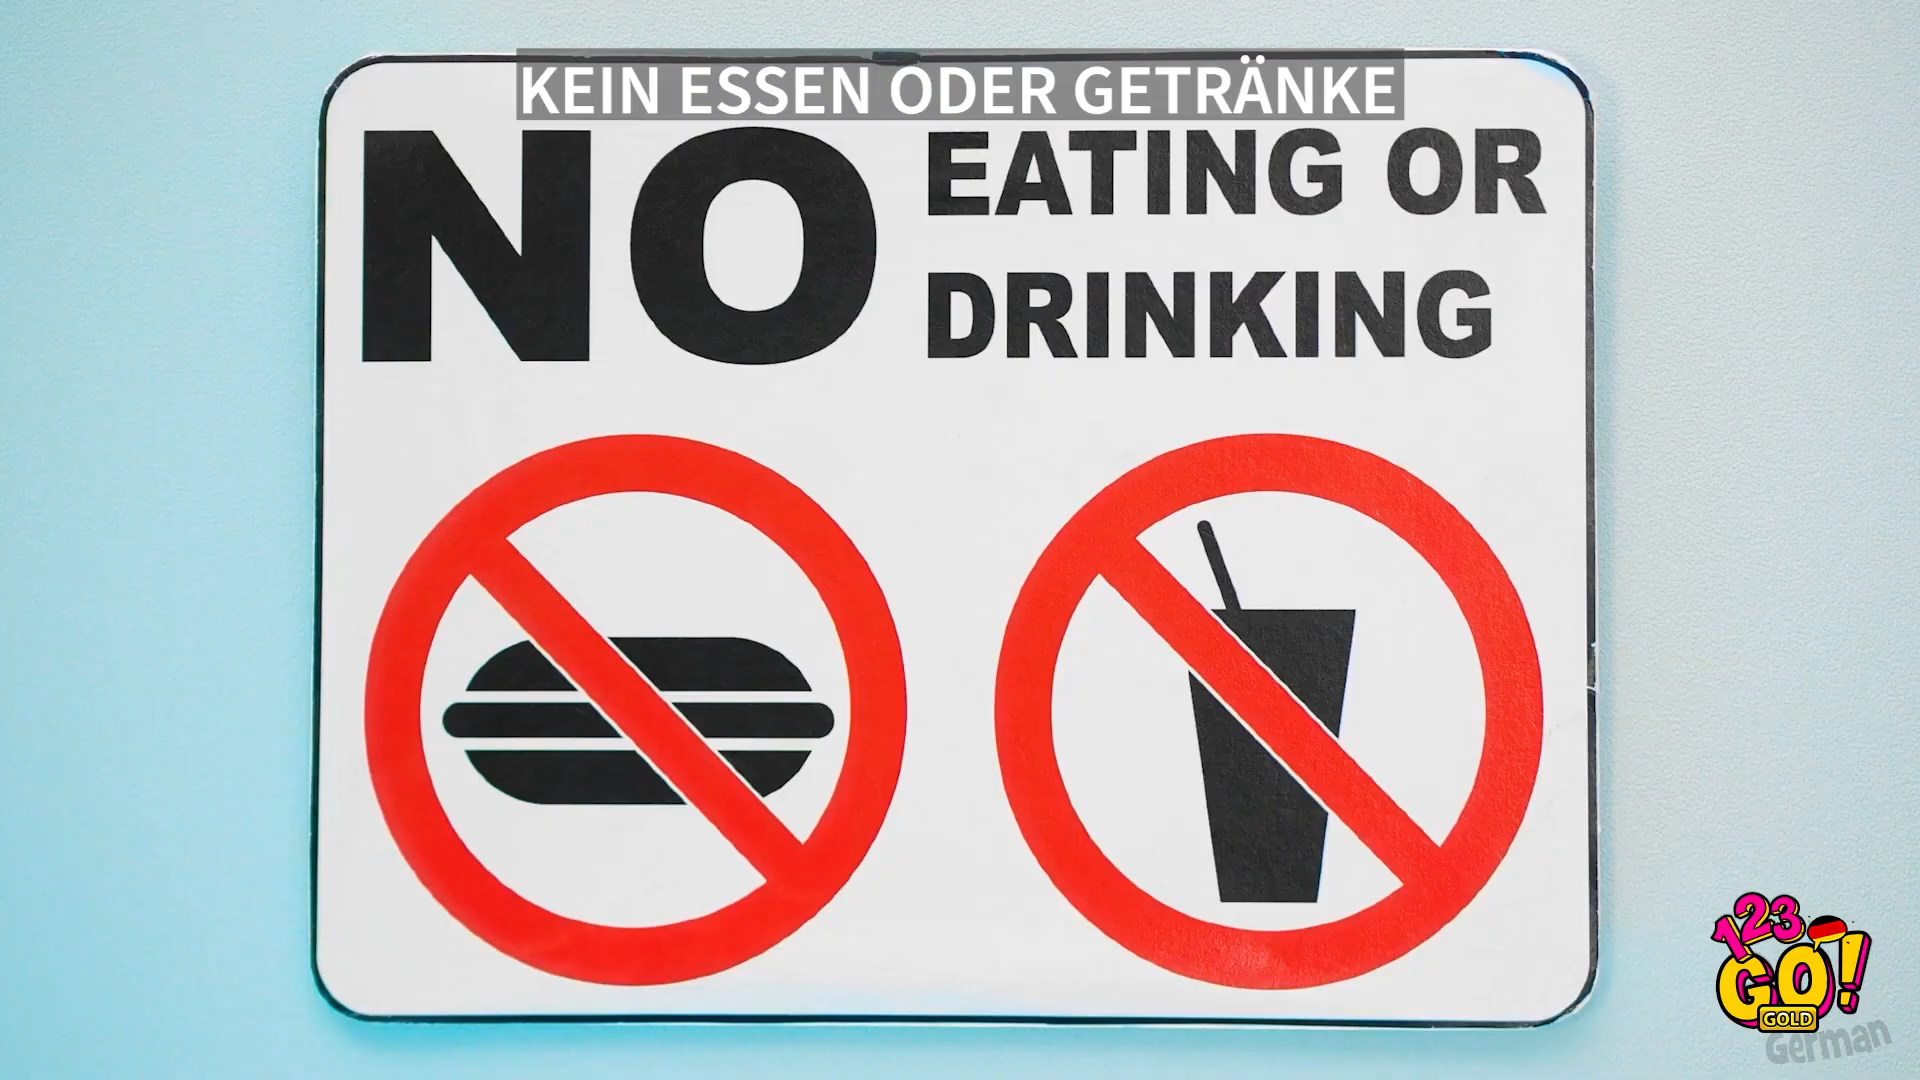 KEIN ESSEN ODER GETRÄNKE
NO EATING OR
DRINKING
123
GO!
GOLD
German